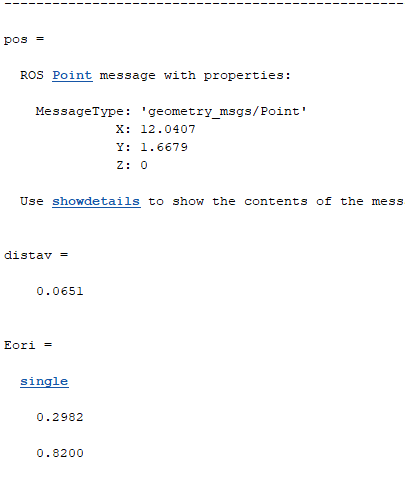 --------------------------------------------------
pos =
ROS Point message with properties:
MessageType: 'geometry_msgs/Point'
X: 12.0407
Y: 1.6679
Z: 0
Use showdetails to show the contents of the mess
distav =
0.0651
Eori =
single
0.2982
0.8200